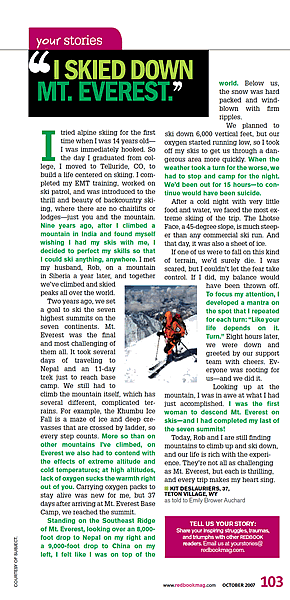 your stories
“I SKIED DOWN
MT. EVEREST.”
I tried alpine skiing for the first
time when I was 14 years old—
I was immediately hooked. So
the day I graduated from col-
lege, I moved to Telluride, CO,
to build a life centered on skiing. I com-
pleted my EMT training, worked on
ski patrol, and was introduced to the
thrill and beauty of backcountry ski-
ing, where there are no chairlifts or
lodges—just you and the mountain.
Nine years ago, after I climbed a
mountain in India and found myself
wishing I had my skis with me, I
decided to perfect my skills so that
I could ski anything, anywhere. I met
my husband, Rob, on a mountain
in Siberia a year later, and together
we’ve climbed and skied
peaks all over the world.
Two years ago, we set
a goal to ski the seven
highest summits on the
seven continents. Mt.
Everest was the final
and most challenging of
them all. It took several
days of traveling to
Nepal and an 11-day
trek just to reach base
camp. We still had to
climb the mountain itself, which has
several different, complicated ter-
rains. For example, the Khumbu Ice
Fall is a maze of ice and deep cre-
vasses that are crossed by ladder, so
every step counts. More so than on
other mountains I’ve climbed, on
Everest we also had to contend with
the effects of extreme altitude and
cold temperatures; at high altitudes,
lack of oxygen sucks the warmth right
out of you. Carrying oxygen packs to
stay alive was new for me, but 37
days after arriving at Mt. Everest Base
Camp, we reached the summit.
Standing on the Southeast Ridge
of Mt. Everest, looking over an 8,000-
foot drop to Nepal on my right and
a 9,000-foot drop to China on my
left, I felt like I was on top of the
world. Below us,
the snow was hard
packed and wind-
blown with firm
ripples.
We planned to
ski down 6,000 vertical feet, but our
oxygen started running low, so I took
off my skis to get us through a dan-
gerous area more quickly. When the
weather took a turn for the worse, we
had to stop and camp for the night.
We’d been out for 15 hours—to con-
tinue would have been suicide.
After a cold night with very little
food and water, we faced the most ex-
treme skiing of the trip. The Lhotse
Face, a 45-degree slope, is much steep-
er than any commercial ski run. And
that day, it was also a sheet of ice.
If one of us were to fall on this kind
of terrain, we’d surely die. I was
scared, but I couldn’t let the fear take
control. If I did, my balance would
have been thrown off.
To focus my attention, I
developed a mantra on
the spot that I repeated
for each turn: “Like your
life depends on it.
Turn.” Eight hours later,
we were down and
greeted by our support
team with cheers. Ev-
eryone was rooting for
us—and we did it.
Looking up at the
mountain, I was in awe at what I had
just accomplished. I was the first
woman to descend Mt. Everest on
skis—and I had completed my last of
the seven summits!
Today, Rob and I are still finding
mountains to climb up and ski down,
and our life is rich with the experi-
ence. They’re not all as challenging
as Mt. Everest, but each is thrilling,
and every trip makes my heart sing.
KIT DESLAURIERS, 37,
TETON VILLAGE, WY
as told to Emily Brower Auchard
TELL US YOUR STORY:
Share your inspiring struggles, traumas,
and triumphs with other REDBOOK
readers. Email us at yourstories@
redbookmag.com.
COURTESY OF SUBJECT.
www.redbookmag.com OCTOBER 2007 103